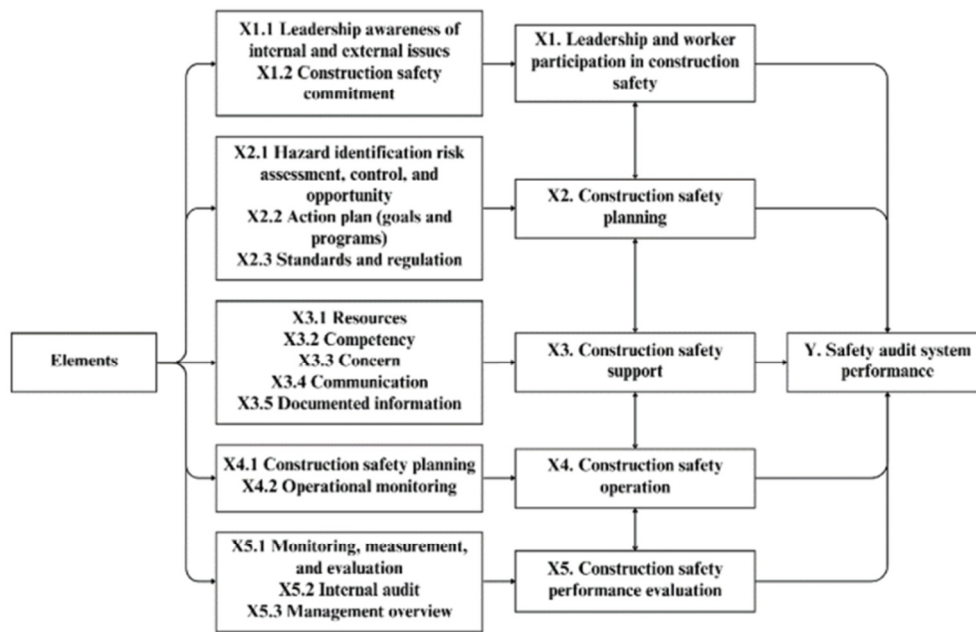 X1.1 Leadership awareness of
internal and external issues
X1.2 Construction safety
commitment
X1. Leadership and worker
participation in construction
safety
X2.1 Hazard identification risk
assessment, control, and
opportunity
X2.2 Action plan (goals and
programs)
X2.3 Standards and regulation
X2. Construction safety
planning
Elements
X3.1 Resources
X3.2 Competency
X3.3 Concern
X3.4 Communication
X3.5 Documented information
X3. Construction safety
support
Y. Safety audit system
performance
X4.1 Construction safety planning
X4.2 Operational monitoring
X4. Construction safety
operation
X5.1 Monitoring, measurement,
and evaluation
X5.2 Internal audit
X5.3 Management overview
X5. Construction safety
performance evaluation